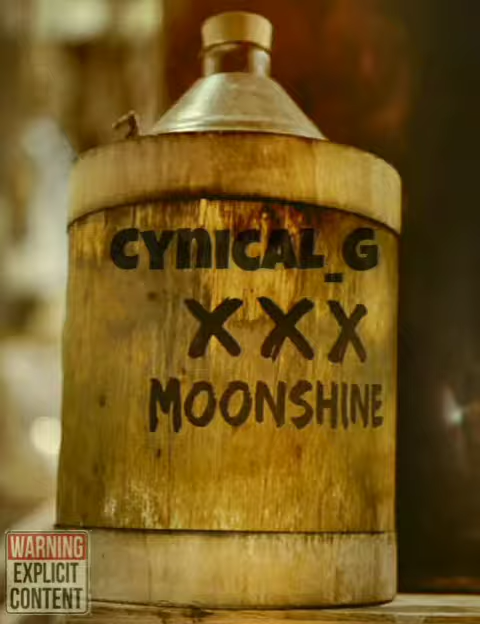 CYNICAL_G
XXX
MOONSHINE
WARNING
EXPLICIT
CONTENT